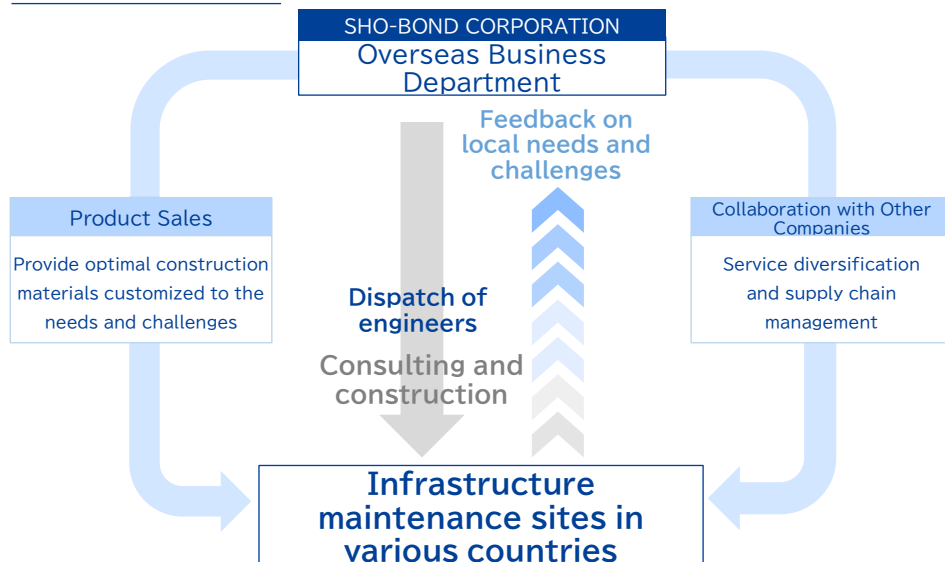 SHO-BOND CORPORATION
Overseas Business
Department
Feedback on
local needs and
challenges
Product Sales
Provide optimal construction
materials customized to the
needs and challenges
Collaboration with Other
Companies
Service diversification
and supply chain
management
Dispatch of
engineers
Consulting and
construction
Infrastructure
maintenance sites in
various countries